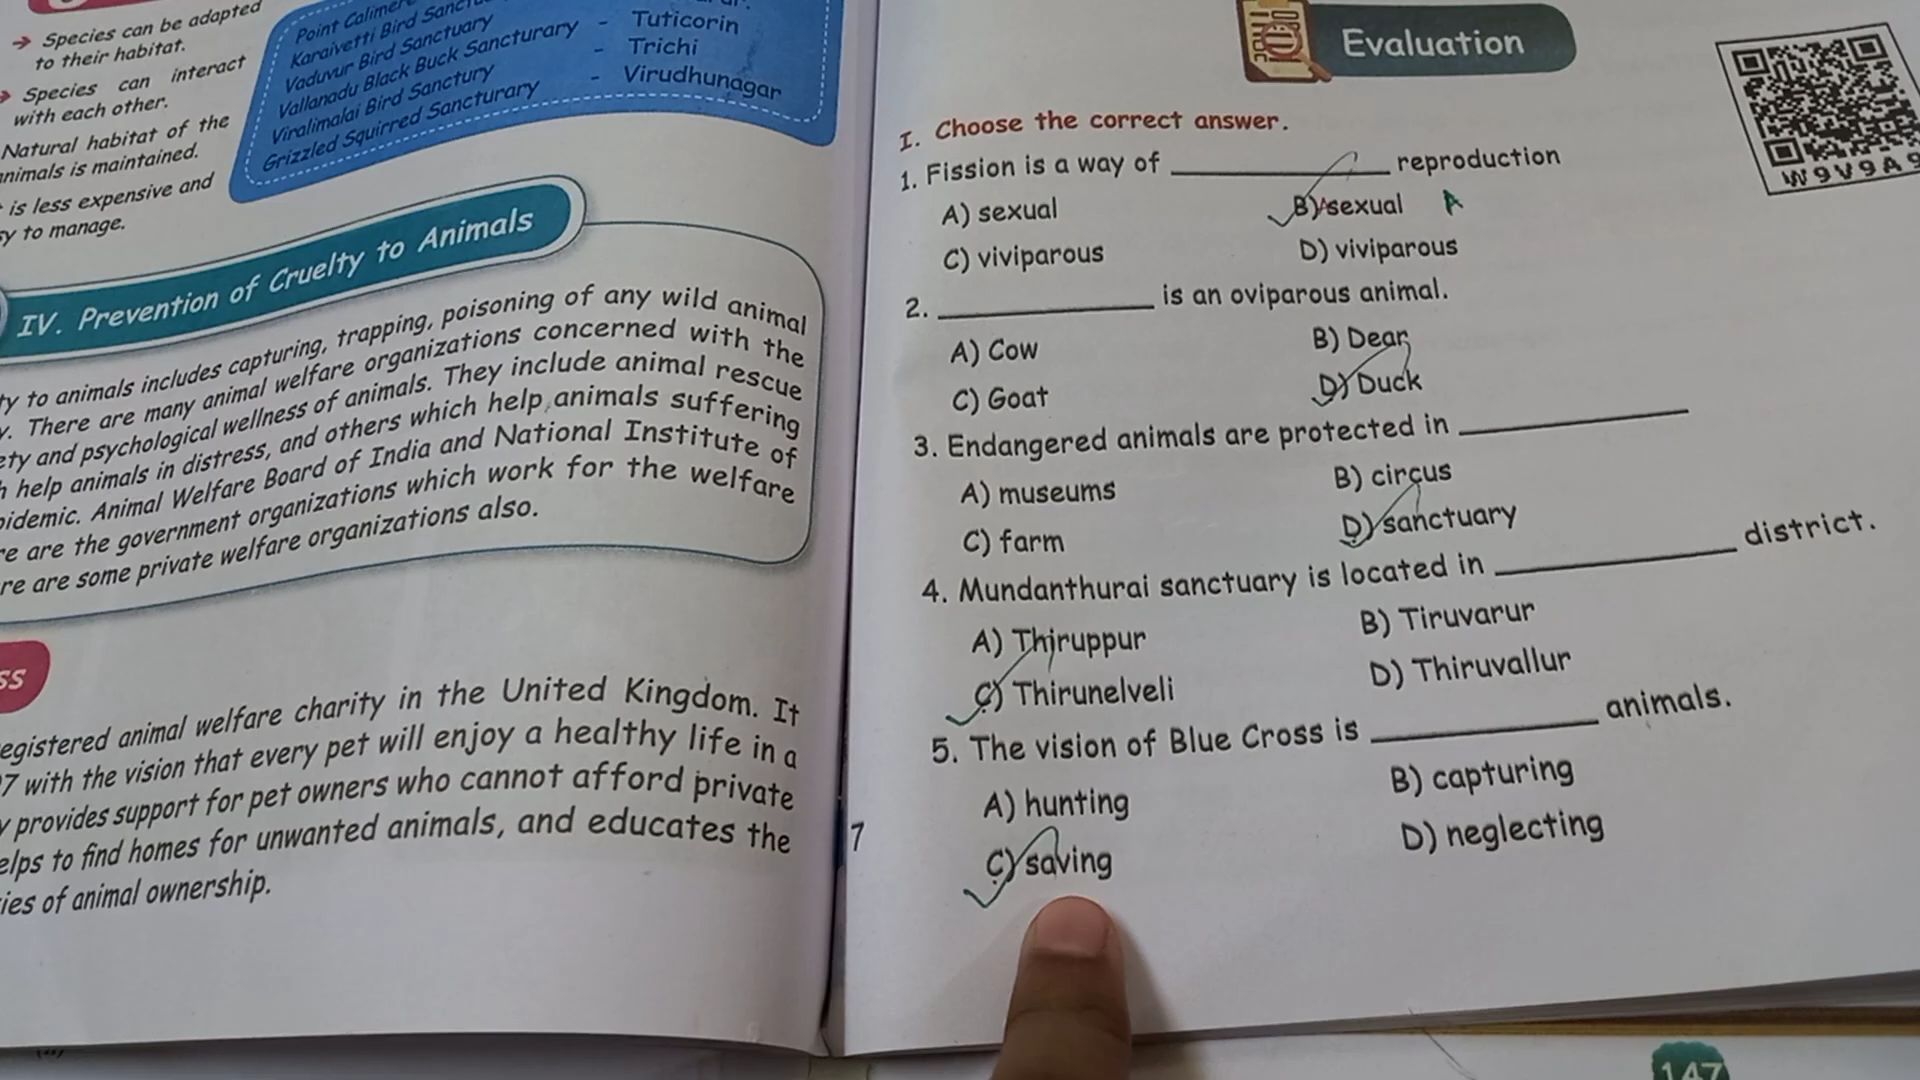 Species can be adapted
to their habitat.
Species can interact
with each other.
Natural habitat of the
animals is maintained.
is less expensive and
to manage.
Point Calimere
Karaivetti Bird
Vaduvur Bird Sanctuary
Vallanadu Black Buck Sancturary - Tuticorin
Viralimalai Bird Sanctury - Trichi
Grizzled Squirred Sancturary - Virudhunagar
IV. Prevention of Cruelty to Animals
to animals includes capturing, trapping, poisoning of any wild animal
There are many animal welfare organizations concerned with the
and psychological wellness of animals. They include animal rescue
help animals in distress, and others which help animals suffering
Animal Welfare Board of India and National Institute of
are the government organizations which work for the welfare
are some private welfare organizations also.
registered animal welfare charity in the United Kingdom. It
7 with the vision that every pet will enjoy a healthy life in a
provides support for pet owners who cannot afford private
to find homes for unwanted animals, and educates the
of animal ownership.
Evaluation
W9V9A9
I. Choose the correct answer.
1. Fission is a way of ____________ reproduction
A) sexual B) Asexual A
C) viviparous D) viviparous
2. ____________ is an oviparous animal.
A) Cow B) Dear
C) Goat D) Duck
3. Endangered animals are protected in ____________
A) museums B) circus
C) farm D) sanctuary
4. Mundanthurai sanctuary is located in ____________ district.
A) Thiruppur B) Tiruvarur
C) Thirunelveli D) Thiruvallur
5. The vision of Blue Cross is ____________ animals.
A) hunting B) capturing
C) saving D) neglecting
7
147